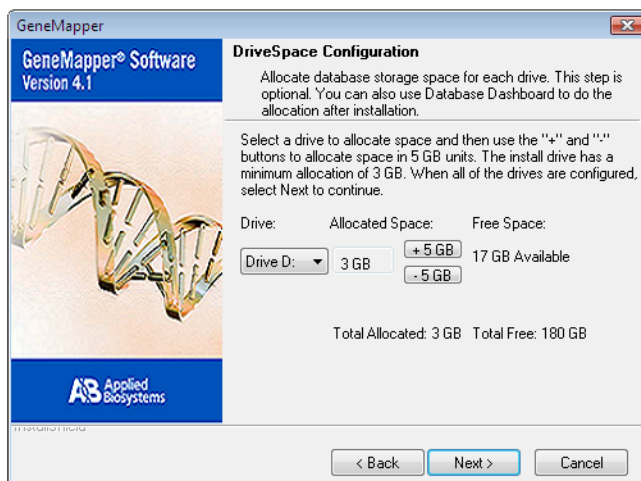 GeneMapper
GeneMapper® Software
Version 4.1
DriveSpace Configuration
Allocate database storage space for each drive. This step is
optional. You can also use Database Dashboard to do the
allocation after installation.
Select a drive to allocate space and then use the "+" and "-"
buttons to allocate space in 5 GB units. The install drive has a
minimum allocation of 3 GB. When all of the drives are configured,
select Next to continue.
Drive: Allocated Space: Free Space:
Drive D: 3 GB + 5 GB 17 GB Available
- 5 GB
Total Allocated: 3 GB Total Free: 180 GB
AB Applied
Biosystems
InstallShield
< Back Next > Cancel